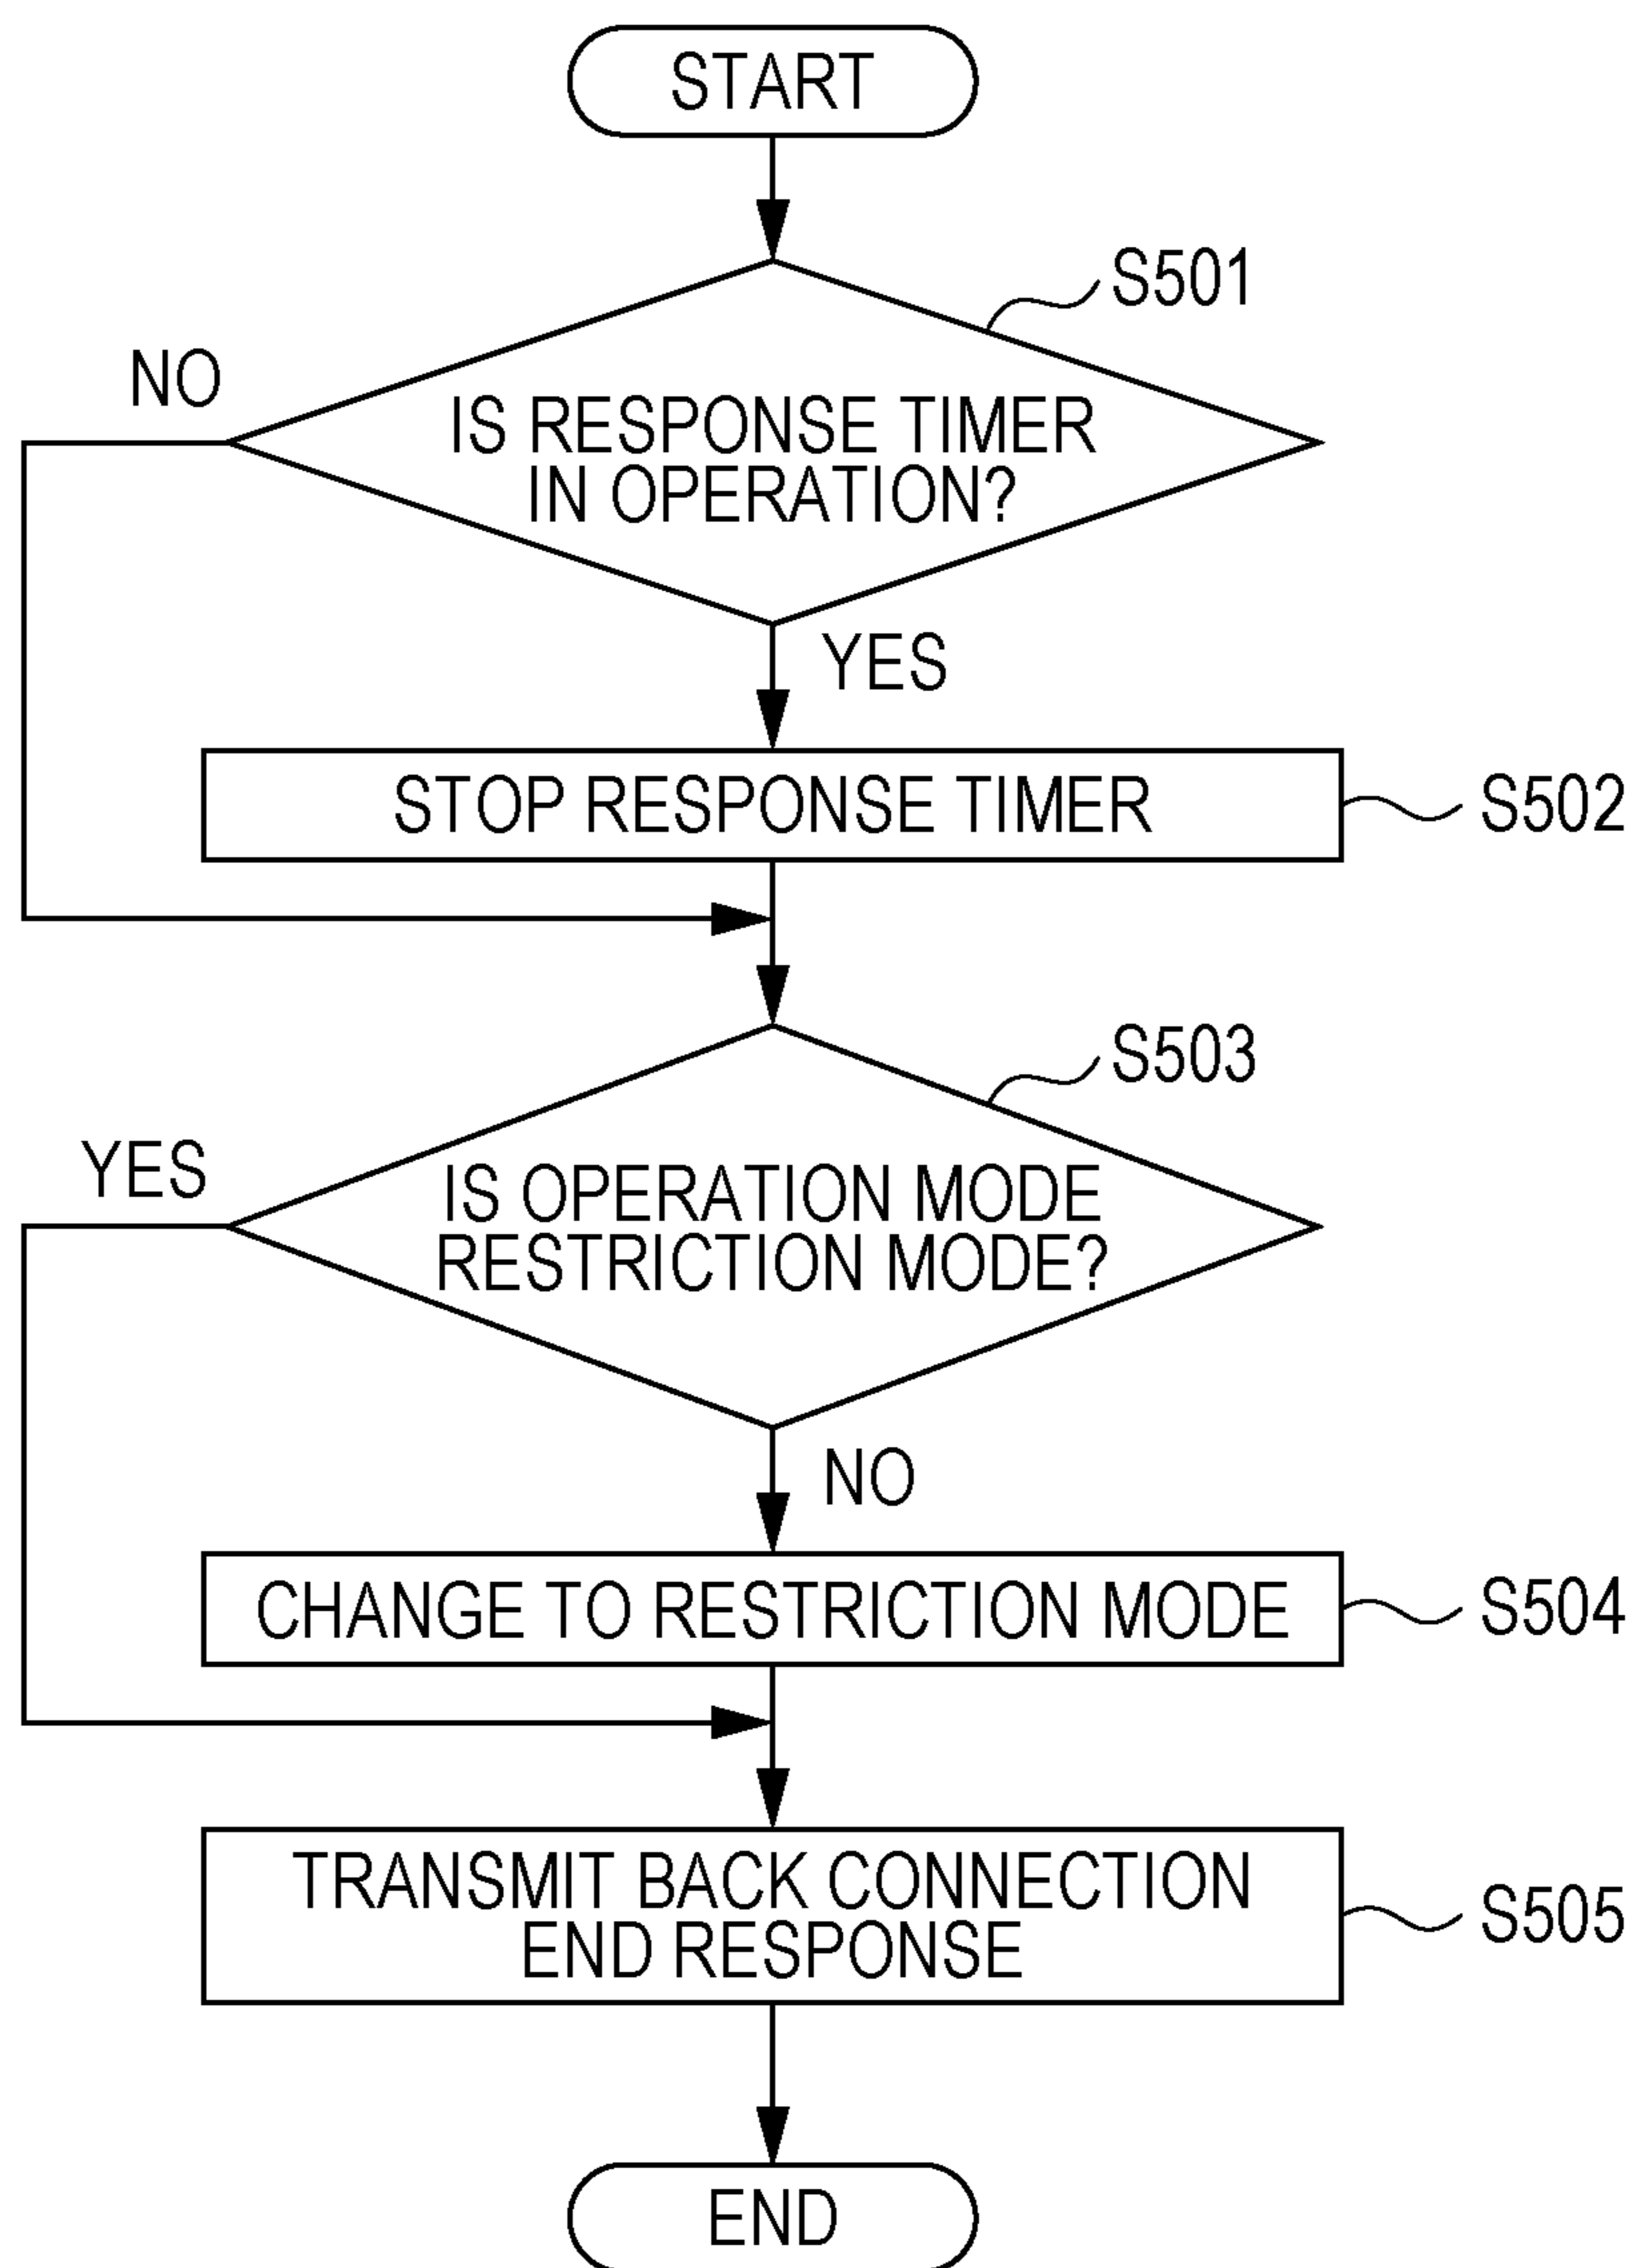 START
S501
NO
IS RESPONSE TIMER
IN OPERATION?
YES
STOP RESPONSE TIMER
S502
S503
YES
IS OPERATION MODE
RESTRICTION MODE?
NO
CHANGE TO RESTRICTION MODE
S504
TRANSMIT BACK CONNECTION
END RESPONSE
S505
END